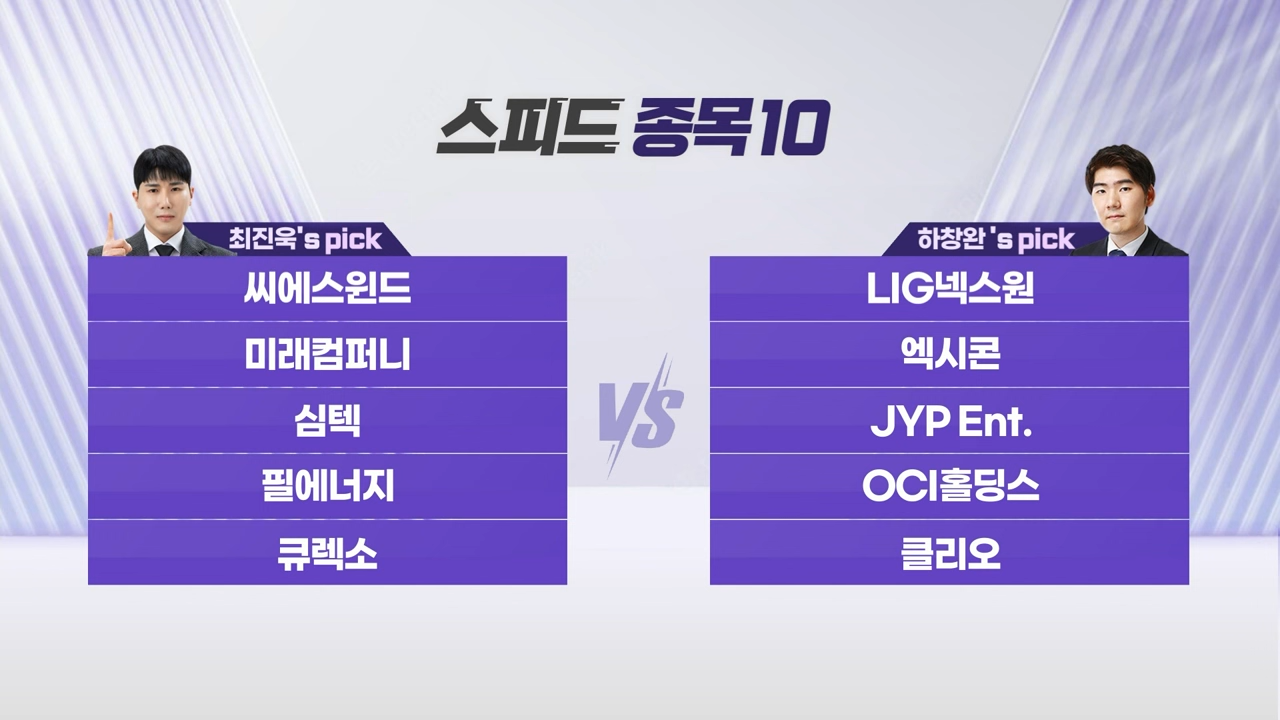 스피드 종목10
최진욱's pick
씨에스윈드
미래컴퍼니
심텍
필에너지
큐렉소
VS
하창완 's pick
LIG넥스원
엑시콘
JYP Ent.
OCI홀딩스
클리오